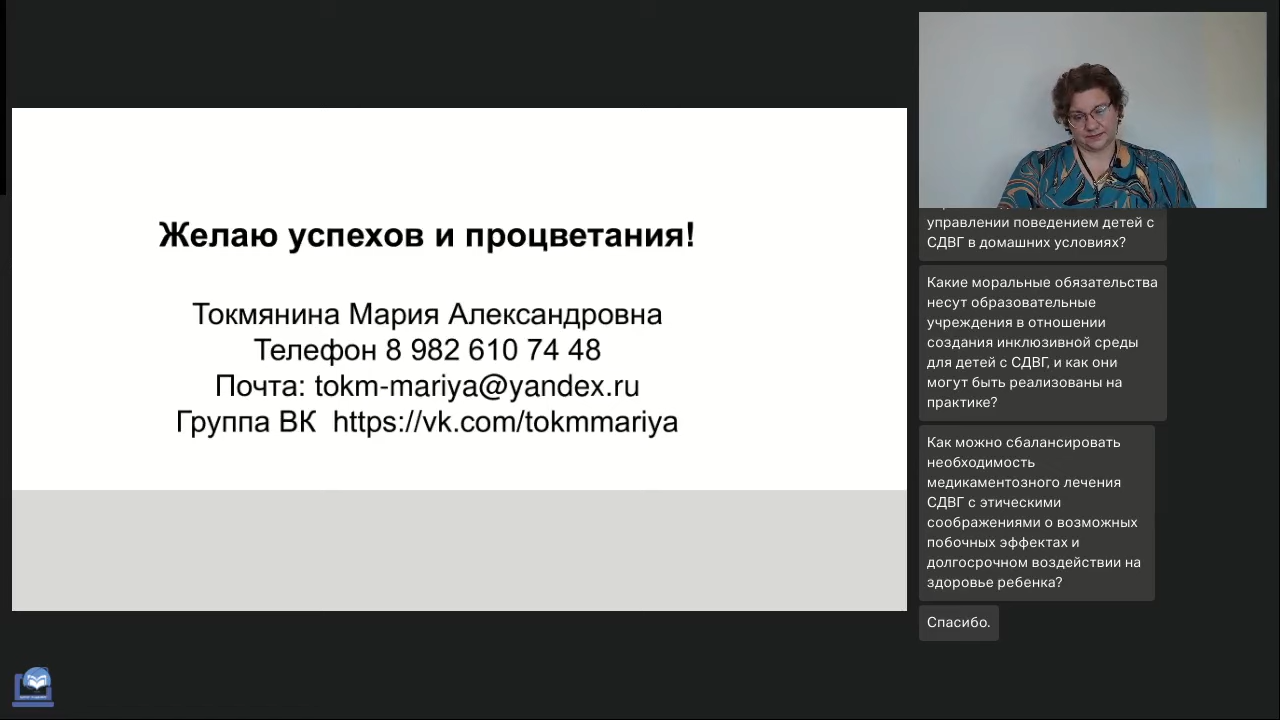 Желаю успехов и процветания!
Токмянина Мария Александровна
Телефон 8 982 610 74 48
Почта: tokm-mariya@yandex.ru
Группа ВК https://vk.com/tokmmariya
управлении поведением детей с
СДВГ в домашних условиях?
Какие моральные обязательства
несут образовательные
учреждения в отношении
создания инклюзивной среды
для детей с СДВГ, и как они
могут быть реализованы на
практике?
Как можно сбалансировать
необходимость
медикаментозного лечения
СДВГ с этическими
соображениями о возможных
побочных эффектах и
долгосрочном воздействии на
здоровье ребенка?
Спасибо.